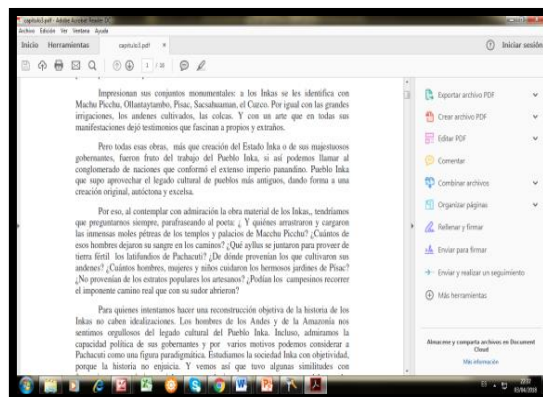 capitulo3.pdf - Adobe Acrobat Reader DC
Archivo Edición Ver Ventana Ayuda
Inicio Herramientas capitulo3.pdf × Iniciar sesión
1 / 28
Impresionan sus conjuntos monumentales: a los Inkas se les identifica con
Machu Picchu, Ollantaytambo, Pisac, Sacsahuaman, el Cuzco. Por igual con las grandes
irrigaciones, los andenes cultivados, las colcas. Y con un arte que en todas sus
manifestaciones dejó testimonios que fascinan a propios y extraños.
Pero todas esas obras, más que creación del Estado Inka o de sus majestuosos
gobernantes, fueron fruto del trabajo del Pueblo Inka, si así podemos llamar al
conglomerado de naciones que conformó el extenso imperio panandino. Pueblo Inka
que supo aprovechar el legado cultural de pueblos más antiguos, dando forma a una
creación original, autóctona y excelsa.
Por eso, al contemplar con admiración la obra material de los Inkas,, tendríamos
que preguntarnos siempre, parafraseando al poeta: ¿ Y quiénes arrastraron y cargaron
las inmensas moles pétreas de los templos y palacios de Macchu Picchu? ¿Cuántos de
esos hombres dejaron su sangre en los caminos? ¿Qué ayllus se juntaron para proveer de
tierra fértil los latifundios de Pachacuti? ¿De dónde provenían los que cultivaron sus
andenes? ¿Cuántos hombres, mujeres y niños cuidaron los hermosos jardines de Pisac?
¿No provenían de los estratos populares los artesanos? ¿Podían los campesinos recorrer
el imponente camino real que con su sudor abrieron?
Para quienes intentamos hacer una reconstrucción objetiva de la historia de los
Inkas no caben idealizaciones. Los hombres de los Andes y de la Amazonía nos
sentimos orgullosos del legado cultural del Pueblo Inka. Incluso, admiramos la
capacidad política de sus gobernantes y por varios motivos podemos considerar a
Pachacuti como una figura paradigmática. Estudiamos la sociedad Inka con objetividad,
porque la historia no enjuicia. Y vemos así que tuvo algunas similitudes con
Exportar archivo PDF
Crear archivo PDF
Editar PDF
Comentar
Combinar archivos
Organizar páginas
Rellenar y firmar
Enviar para firmar
Enviar y realizar un seguimiento
Más herramientas
Almacene y comparta archivos en Document
Cloud
Más información
ES